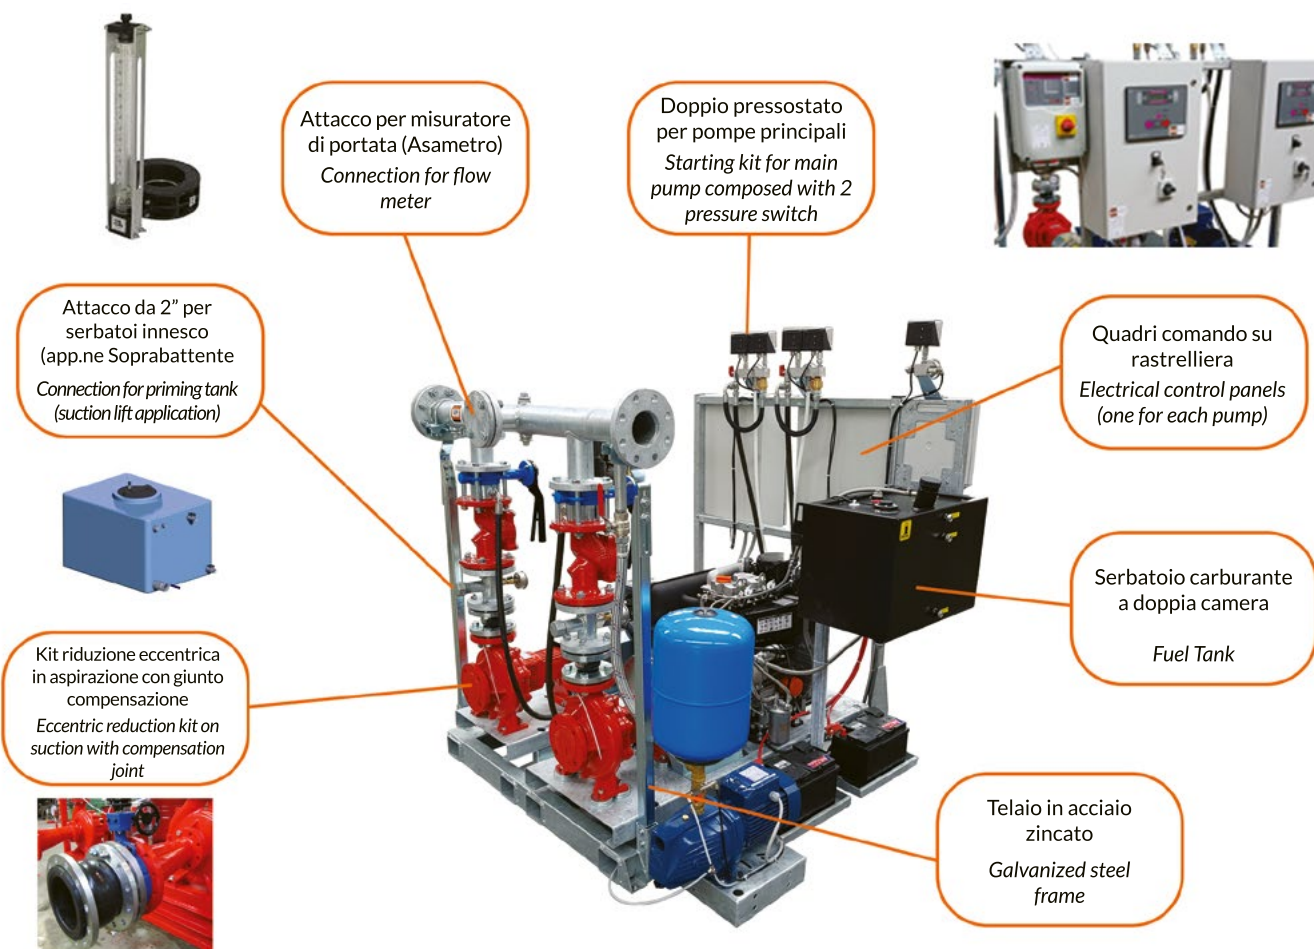 Attacco per misuratore
di portata (Asametro)
Connection for flow
meter
Doppio pressostato
per pompe principali
Starting kit for main
pump composed with 2
pressure switch
Attacco da 2” per
serbatoi innesco
(app.ne Soprabattente
Connection for priming tank
(suction lift application)
Quadri comando su
rastrelliera
Electrical control panels
(one for each pump)
Serbatoio carburante
a doppia camera
Fuel Tank
Kit riduzione eccentrica
in aspirazione con giunto
compensazione
Eccentric reduction kit on
suction with compensation
joint
Telaio in acciaio
zincato
Galvanized steel
frame